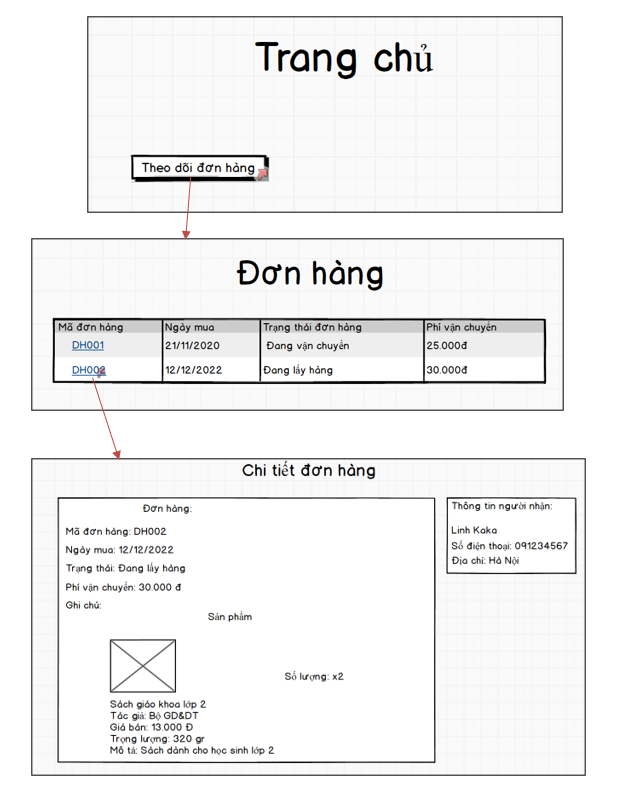 Trang chủ
Theo dõi đơn hàng
Đơn hàng
Mã đơn hàng Ngày mua Trạng thái đơn hàng Phí vận chuyển
DH001 21/11/2020 Đang vận chuyển 25.000đ
DH002 12/12/2022 Đang lấy hàng 30.000đ
Chi tiết đơn hàng
Đơn hàng:
Mã đơn hàng: DH002
Ngày mua: 12/12/2022
Trạng thái: Đang lấy hàng
Phí vận chuyển: 30.000 đ
Ghi chú:
Sản phẩm
Số lượng: x2
Sách giáo khoa lớp 2
Tác giả: Bộ GD&DT
Giá bán: 13.000 Đ
Trọng lượng: 320 gr
Mô tả: Sách dành cho học sinh lớp 2
Thông tin người nhận:
Linh Kaka
Số điện thoại: 091234567
Địa chỉ: Hà Nội